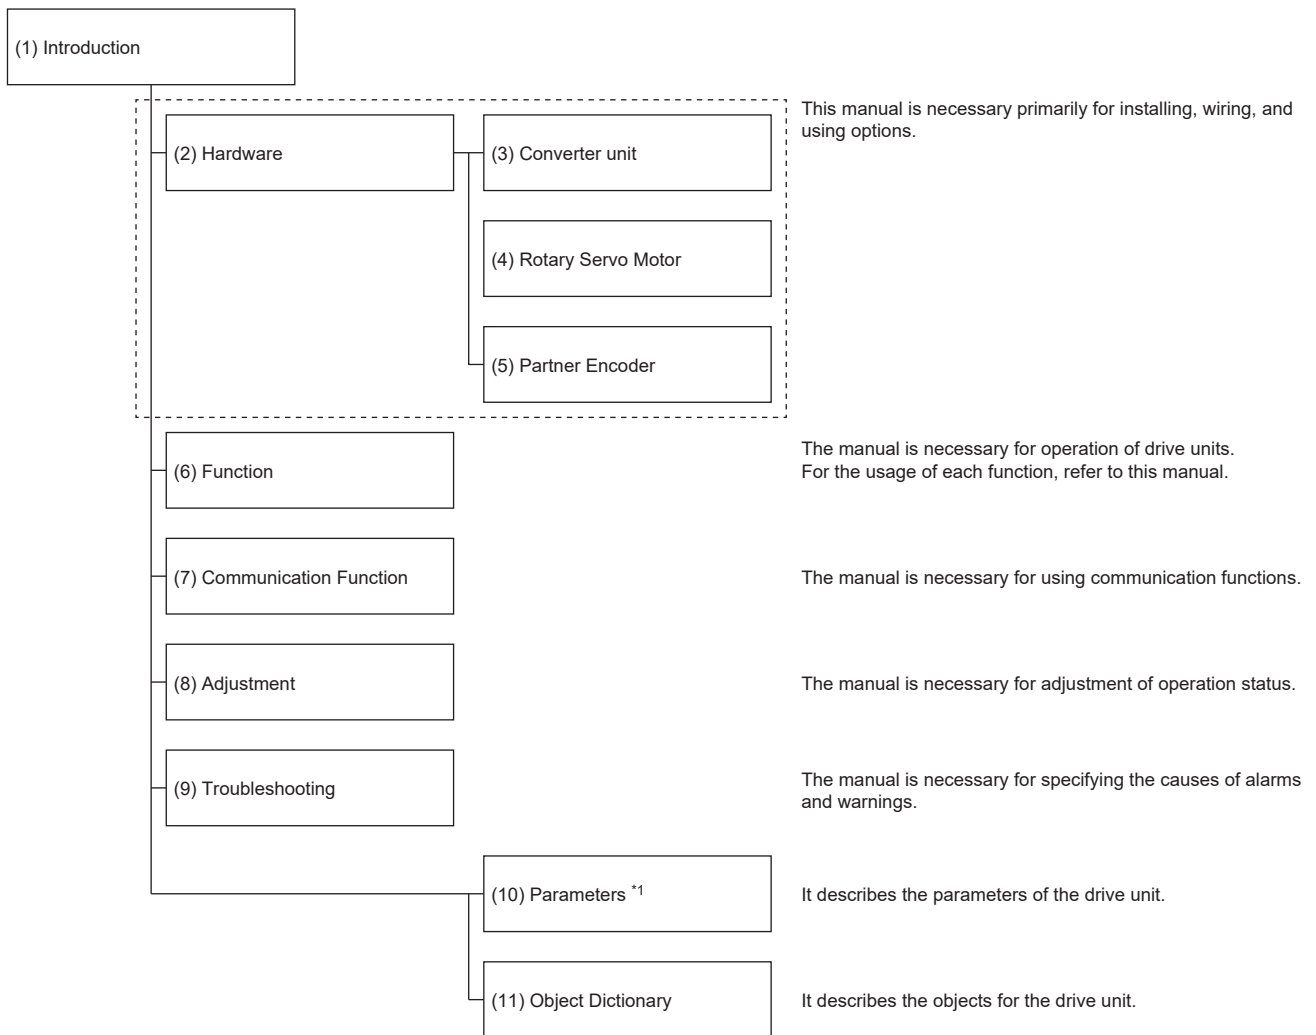 (1) Introduction
This manual is necessary primarily for installing, wiring, and
using options.
(2) Hardware
(3) Converter unit
(4) Rotary Servo Motor
(5) Partner Encoder
(6) Function
The manual is necessary for operation of drive units.
For the usage of each function, refer to this manual.
(7) Communication Function
The manual is necessary for using communication functions.
(8) Adjustment
The manual is necessary for adjustment of operation status.
(9) Troubleshooting
The manual is necessary for specifying the causes of alarms
and warnings.
(10) Parameters *1
It describes the parameters of the drive unit.
(11) Object Dictionary
It describes the objects for the drive unit.